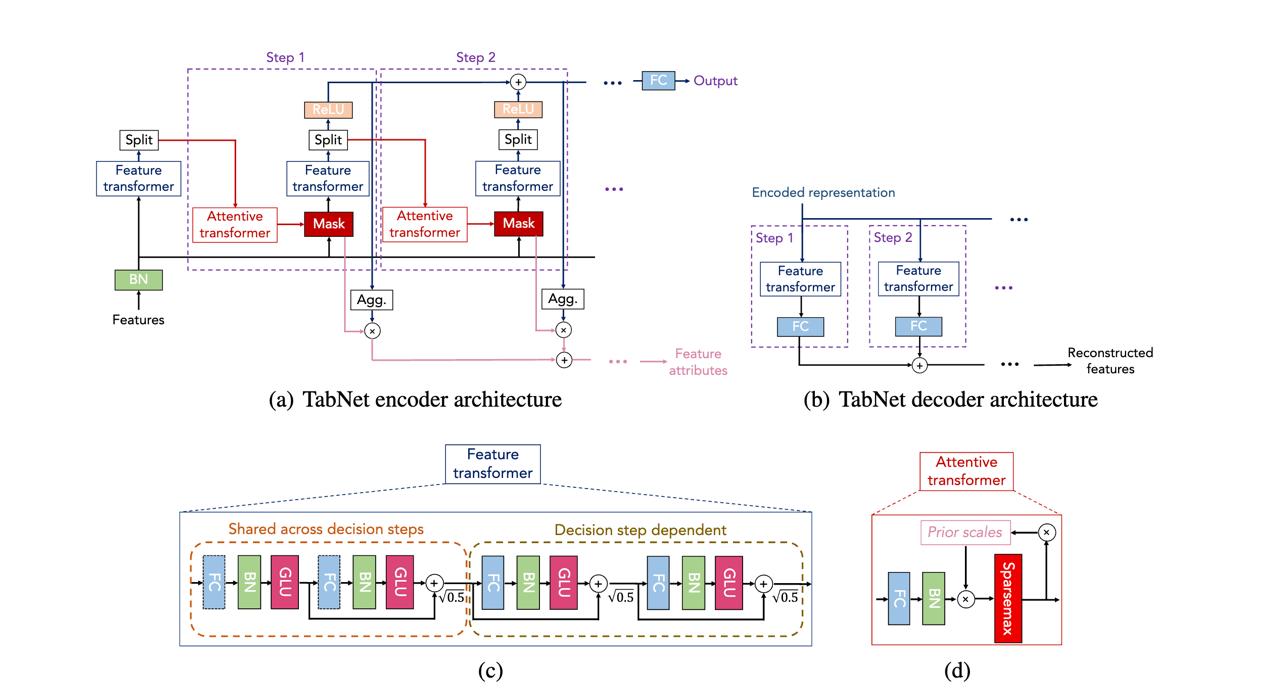 Step 1
Step 2
+
... FC Output
ReLU
ReLU
Split
Split
Split
Feature
transformer
Feature
transformer
Feature
transformer
...
Attentive
transformer
Mask
Attentive
transformer
Mask
BN
Features
Agg.
Agg.
×
×
+
...
Feature
attributes
(a) TabNet encoder architecture
Encoded representation
...
Step 1
Step 2
Feature
transformer
Feature
transformer
...
FC
FC
+
...
Reconstructed
features
(b) TabNet decoder architecture
Feature
transformer
Shared across decision steps
Decision step dependent
FC
BN
GLU
FC
BN
GLU
+
√0.5
FC
BN
GLU
+
√0.5
FC
BN
GLU
+
√0.5
(c)
Attentive
transformer
Prior scales
×
FC
BN
×
Sparsemax
(d)